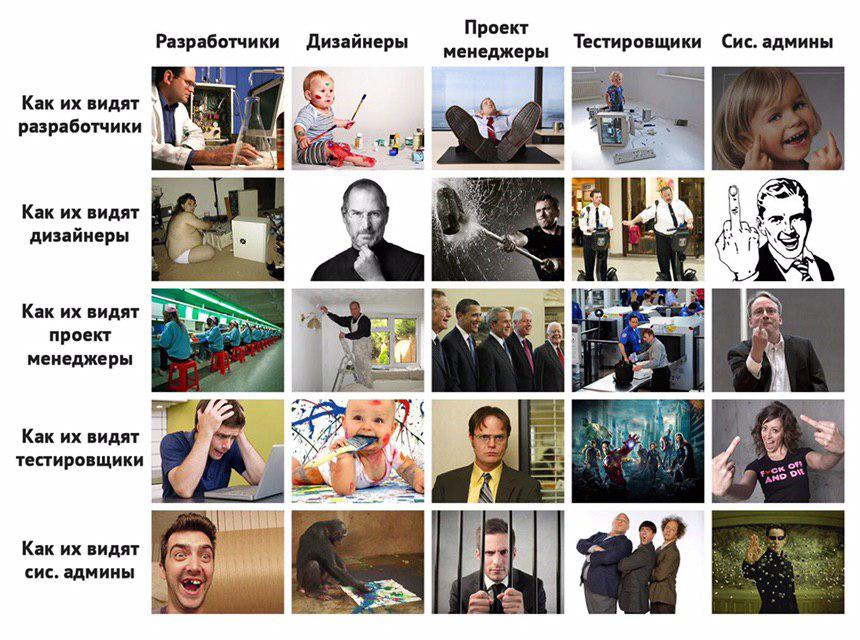 Разработчики
Дизайнеры
Проект
менеджеры
Тестировщики
Сис. админы
Как их видят
разработчики
Как их видят
дизайнеры
Как их видят
проект
менеджеры
Как их видят
тестировщики
F♥CK OFF
AND DIE
Как их видят
сис. админы